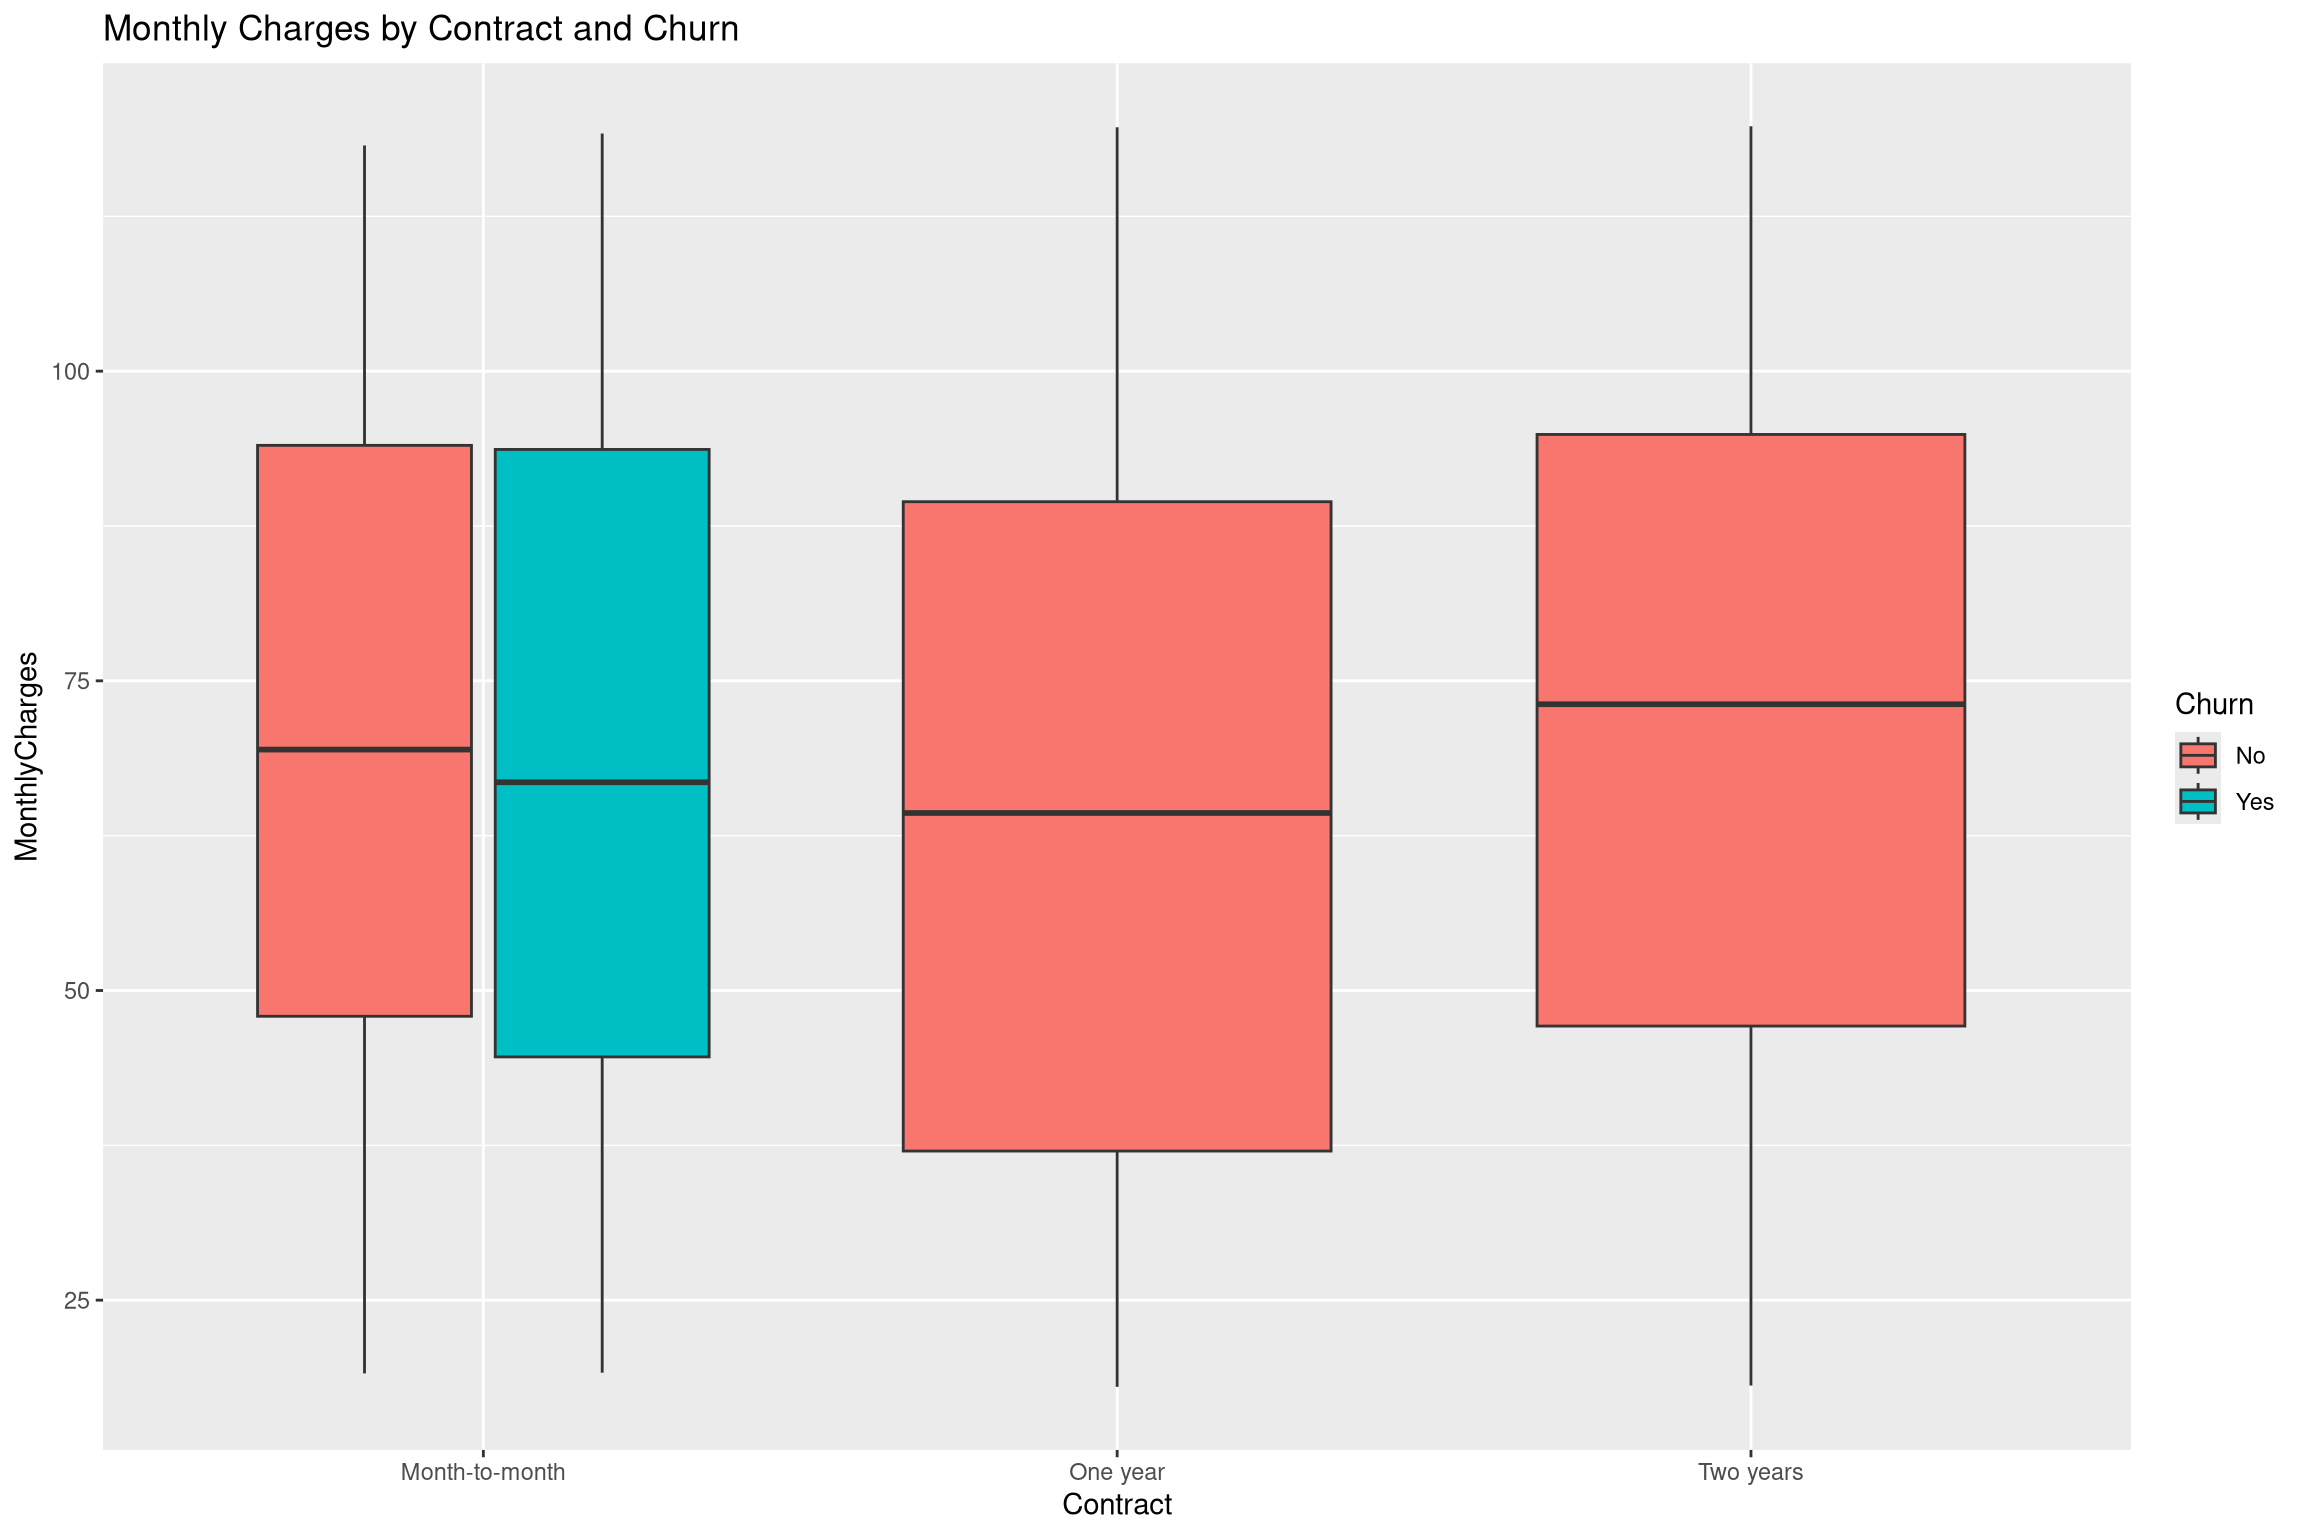 Monthly Charges by Contract and Churn
MonthlyCharges
100
75
50
25
Month-to-month
One year
Two years
Contract
Churn
No
Yes